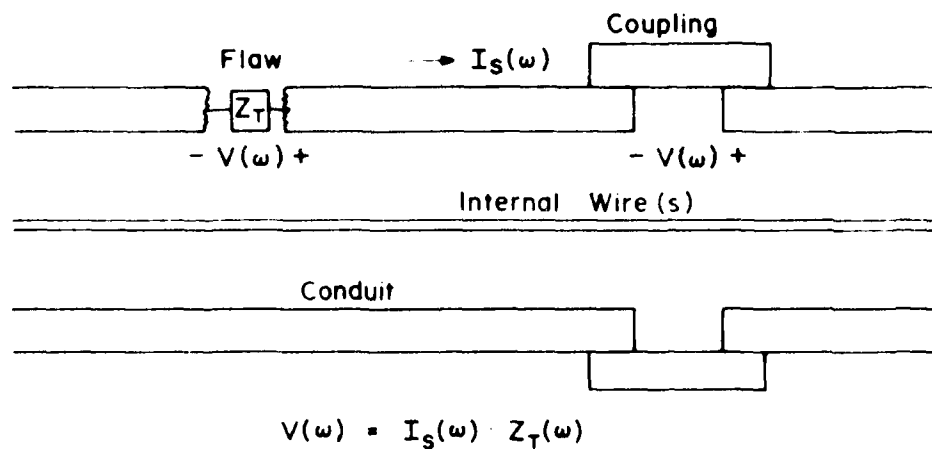 Coupling
Flaw
→ I_S(ω)
Z_T
- V(ω) +
- V(ω) +
Internal Wire(s)
Conduit
V(ω) = I_S(ω) · Z_T(ω)